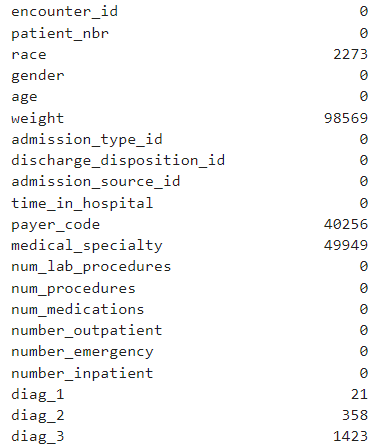 encounter_id 0
patient_nbr 0
race 2273
gender 0
age 0
weight 98569
admission_type_id 0
discharge_disposition_id 0
admission_source_id 0
time_in_hospital 0
payer_code 40256
medical_specialty 49949
num_lab_procedures 0
num_procedures 0
num_medications 0
number_outpatient 0
number_emergency 0
number_inpatient 0
diag_1 21
diag_2 358
diag_3 1423